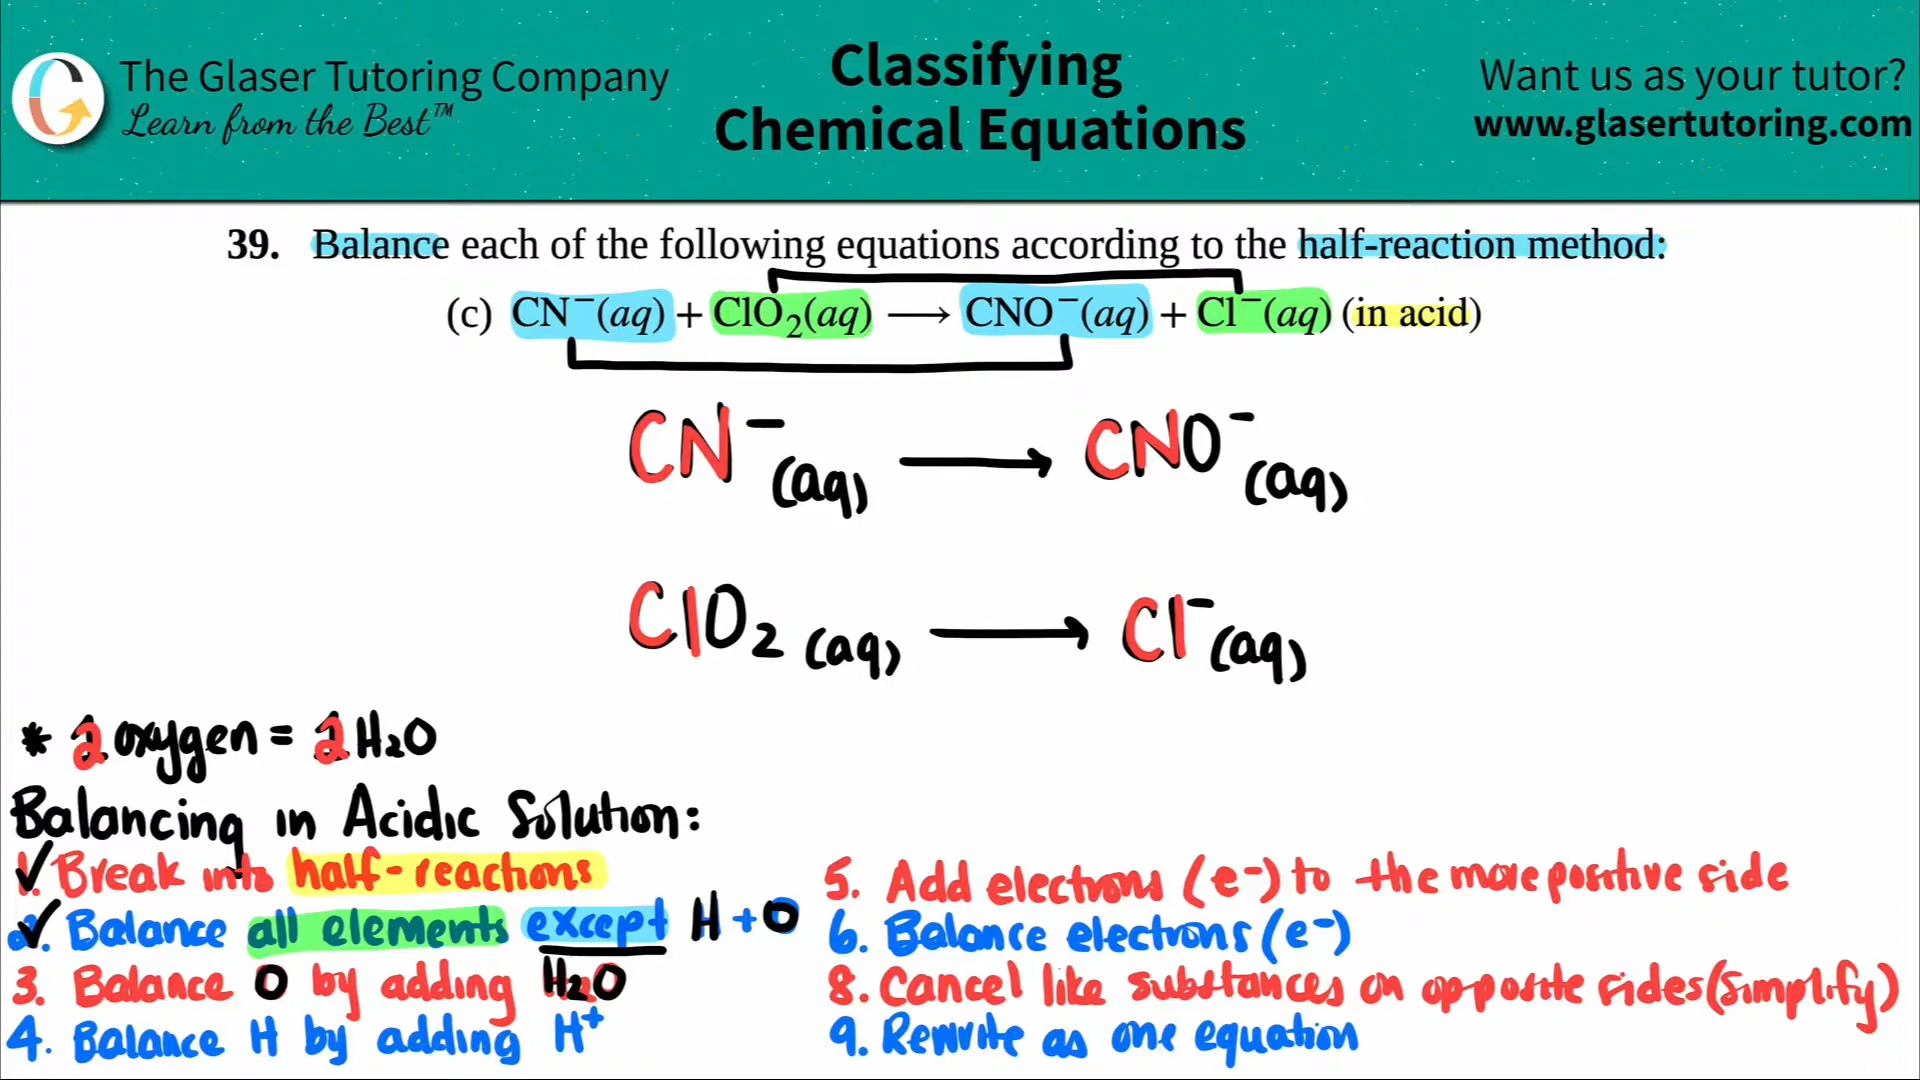 The Glaser Tutoring Company
Learn from the Best™
Classifying
Chemical Equations
Want us as your tutor?
www.glasertutoring.com
39. Balance each of the following equations according to the half-reaction method:
(c) CN⁻(aq) + ClO₂(aq) ⟶ CNO⁻(aq) + Cl⁻(aq) (in acid)
CN⁻(aq) ⟶ CNO⁻(aq)
ClO₂(aq) ⟶ Cl⁻(aq)
* 2 oxygen = 2 H₂O
Balancing in Acidic Solution:
1. Break into half-reactions
2. Balance all elements except H + O
3. Balance O by adding H₂O
4. Balance H by adding H⁺
5. Add electrons (e⁻) to the more positive side
6. Balance electrons (e⁻)
8. Cancel like substances on opposite sides (simplify)
9. Rewrite as one equation